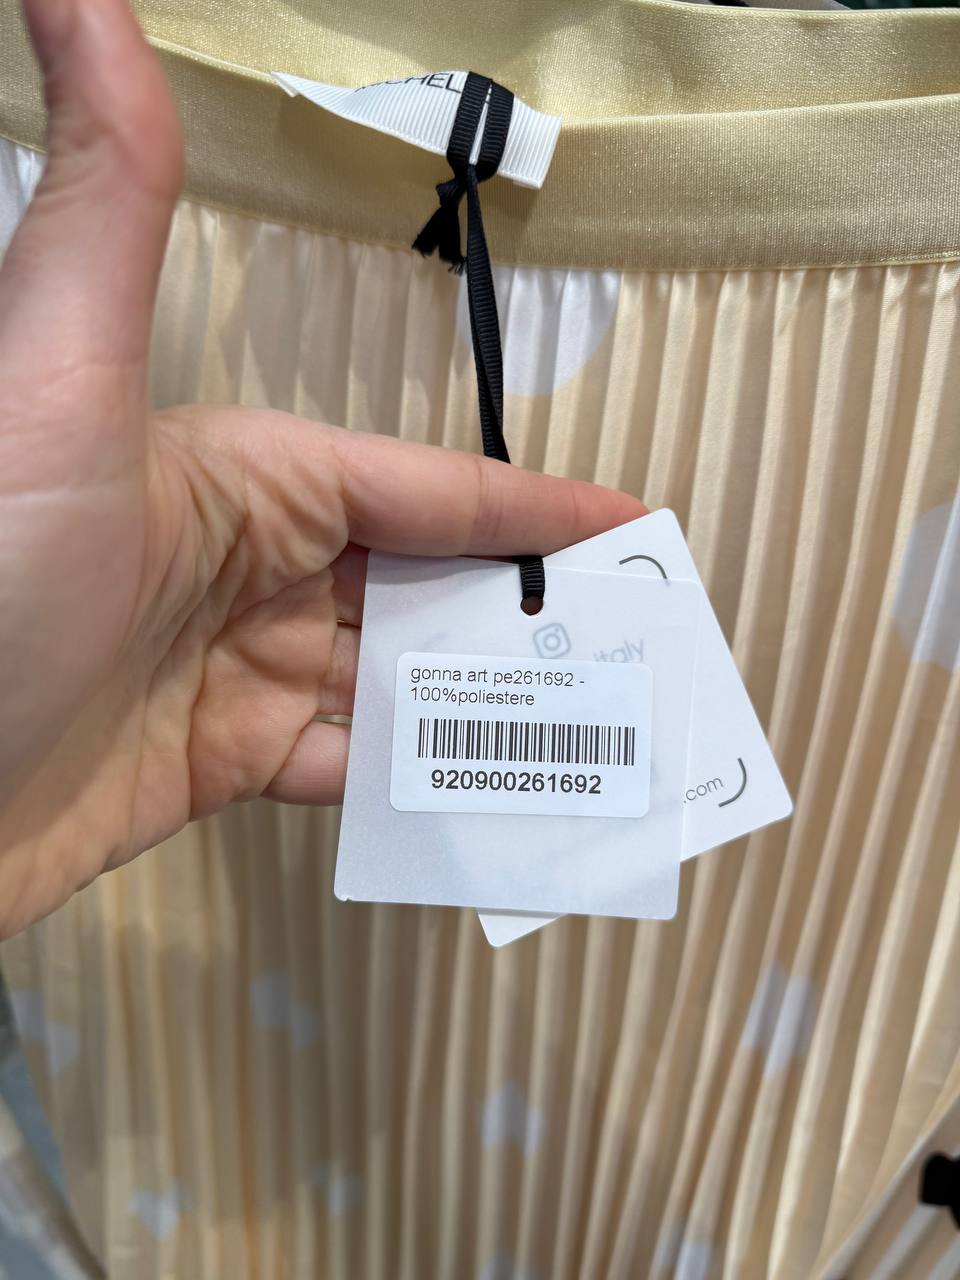 gonna art pe261692 -
100%poliestere
920900261692
italy
.com